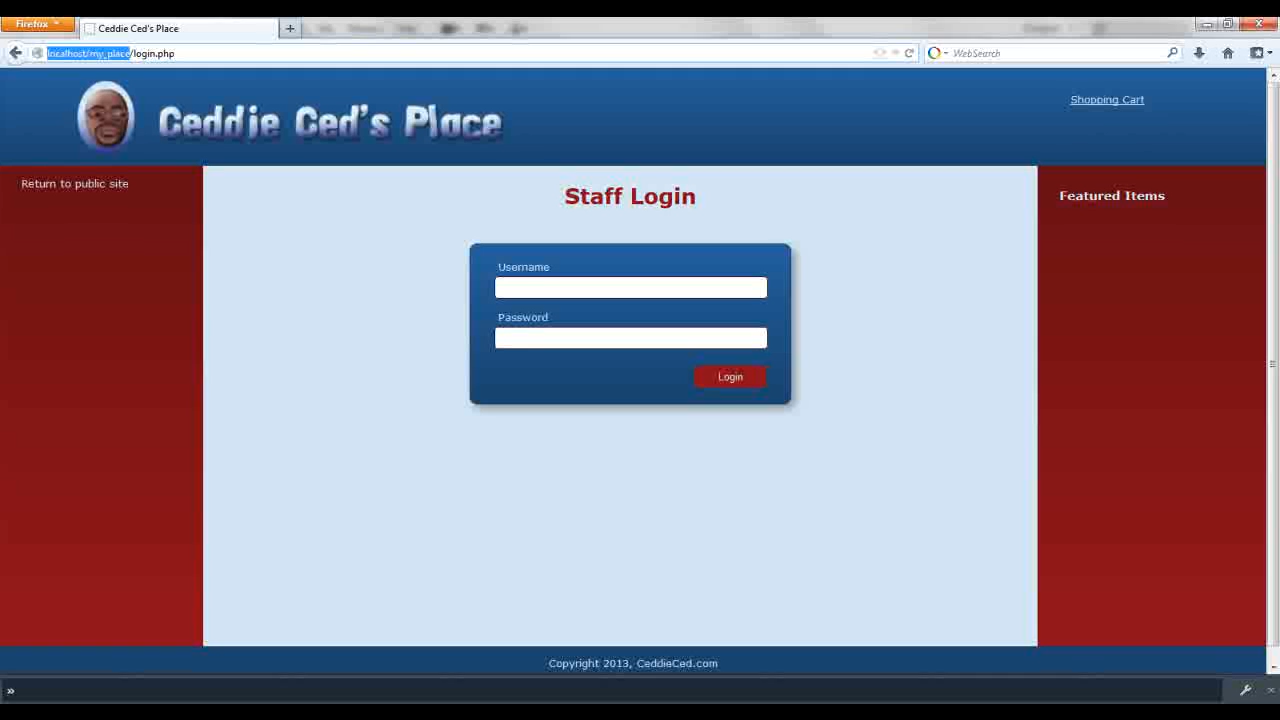 Firefox
Ceddie Ced's Place
localhost/my_place/login.php
WebSearch
Ceddie Ced's Place
Shopping Cart
Return to public site
Staff Login
Featured Items
Username
Password
Login
Copyright 2013, CeddieCed.com
»